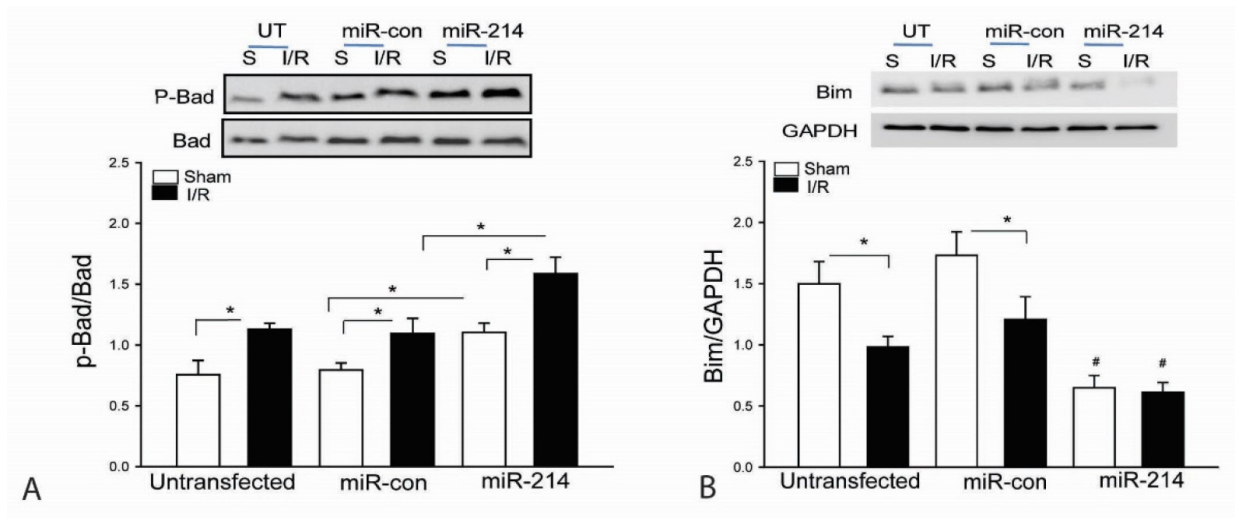 UT miR-con miR-214
S I/R S I/R S I/R
P-Bad
Bad
2.5
2.0
1.5
1.0
0.5
0.0
p-Bad/Bad
Sham
I/R
* * * * * *
Untransfected miR-con miR-214
A
UT miR-con miR-214
S I/R S I/R S I/R
Bim
GAPDH
2.5
2.0
1.5
1.0
0.5
0.0
Bim/GAPDH
Sham
I/R
* *
# #
Untransfected miR-con miR-214
B